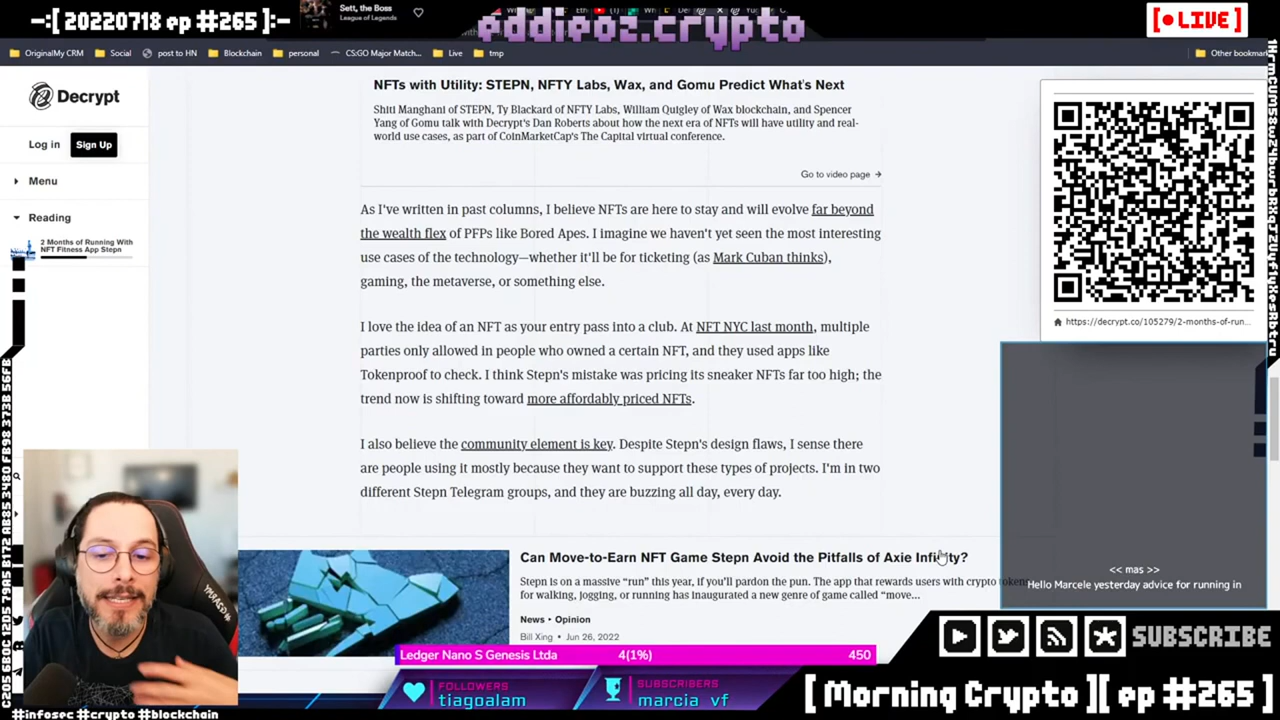 -:[ 20220718 ep #265]:-
Sett, the Boss
League of Legends
eddieoz.crypto
[●LIVE]
OriginalMy CRM
Social
post to HN
Blockchain
personal
CS:GO Major Match...
Live
tmp
Other bookmar
Decrypt
Log in
Sign Up
Menu
Reading
2 Months of Running With
NFT Fitness App Stepn
NFTs with Utility: STEPN, NFTY Labs, Wax, and Gomu Predict What's Next
Shiti Manghani of STEPN, Ty Blackard of NFTY Labs, William Quigley of Wax blockchain, and Spencer
Yang of Gomu talk with Decrypt's Dan Roberts about how the next era of NFTs will have utility and real-
world use cases, as part of CoinMarketCap's The Capital virtual conference.
Go to video page →
As I've written in past columns, I believe NFTs are here to stay and will evolve far beyond
the wealth flex of PFPs like Bored Apes. I imagine we haven't yet seen the most interesting
use cases of the technology—whether it'll be for ticketing (as Mark Cuban thinks),
gaming, the metaverse, or something else.
I love the idea of an NFT as your entry pass into a club. At NFT NYC last month, multiple
parties only allowed in people who owned a certain NFT, and they used apps like
Tokenproof to check. I think Stepn's mistake was pricing its sneaker NFTs far too high; the
trend now is shifting toward more affordably priced NFTs.
I also believe the community element is key. Despite Stepn's design flaws, I sense there
are people using it mostly because they want to support these types of projects. I'm in two
different Stepn Telegram groups, and they are buzzing all day, every day.
Can Move-to-Earn NFT Game Stepn Avoid the Pitfalls of Axie Infinity?
Stepn is on a massive "run" this year, if you'll pardon the pun. The app that rewards users with crypto tokens
for walking, jogging, or running has inaugurated a new genre of game called "move...
News • Opinion
Bill Xing • Jun 26, 2022
https://decrypt.co/105279/2-months-of-run...
<< mas >>
Hello Marcele yesterday advice for running in
SUBSCRIBE
Ledger Nano S Genesis Ltda 4(1%) 450
FOLLOWERS
tiagpalam
SUBSCRIBERS
marcia_vf
[ Morning Crypto ][ ep #265 ]
#infosec #crypto #blockchain